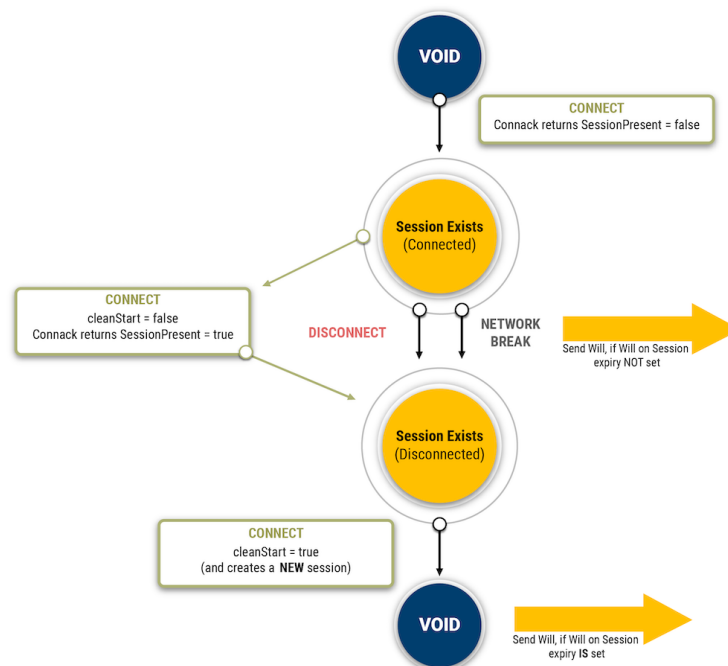 VOID
CONNECT
Connack returns SessionPresent = false
Session Exists
(Connected)
CONNECT
cleanStart = false
Connack returns SessionPresent = true
DISCONNECT
NETWORK
BREAK
Send Will, if Will on Session
expiry NOT set
Session Exists
(Disconnected)
CONNECT
cleanStart = true
(and creates a NEW session)
VOID
Send Will, if Will on Session
expiry IS set